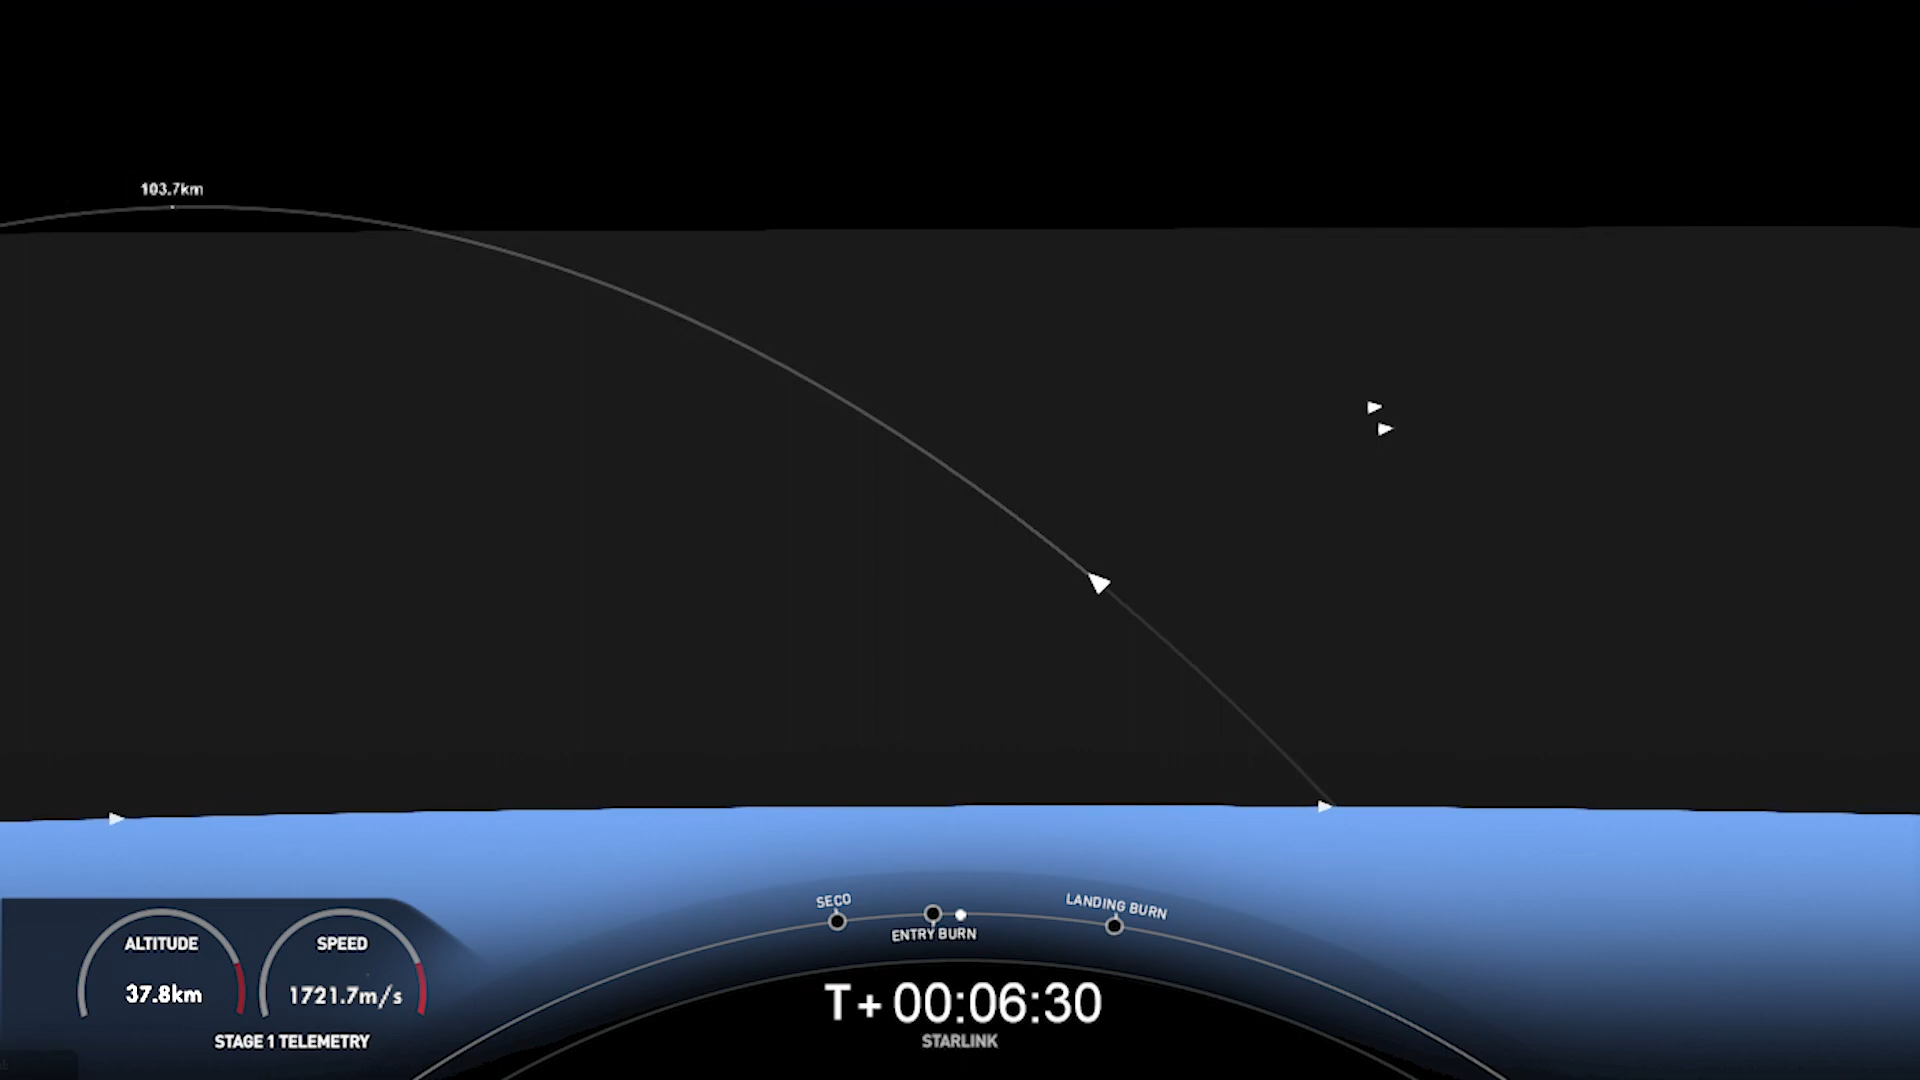 103.7km
SECO
LANDING BURN
ENTRY BURN
ALTITUDE
SPEED
37.8km
1721.7m/s
STAGE 1 TELEMETRY
T+ 00:06:30
STARLINK